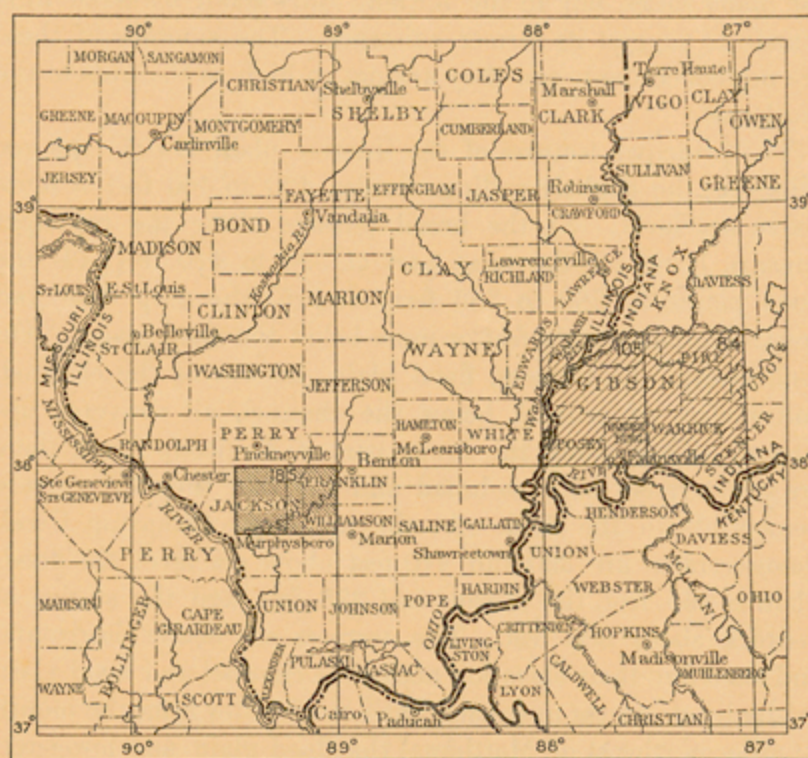 90° 89° 88° 87°
MORGAN SANGAMON
CHRISTIAN
Shelbyville
COLES
Terre Haute
Marshall
VIGO CLAY
GREENE MACOUPIN
MONTGOMERY
SHELBY
CLARK
OWEN
Carlinville
CUMBERLAND
JERSEY
SULLIVAN
GREENE
FAYETTE EFFINGHAM JASPER
Robinson
39° 39°
BOND
Vandalia
CRAWFORD
MADISON
Kaskaskia River
Lawrenceville
CLAY
RICHLAND
LAWRENCE
KNOX
DAVIESS
ST LOUIS E. St. Louis
MARION
ILLINOIS
INDIANA
CLINTON
Belleville
ST CLAIR
MISSOURI
ILLINOIS
WAYNE
EDWARDS
WABASH
105 84
PIKE
DUBOIS
WASHINGTON
JEFFERSON
GIBSON
MISSISSIPPI
HAMILTON
WHITE
RANDOLPH
PERRY
McLeansboro
POSEY
WARRICK
SPENCER
Pinckneyville
Benton
Evansville
INDIANA
38° 38°
Ste Genevieve
STE GENEVIEVE
Chester
185
FRANKLIN
RIVER
KENTUCKY
JACKSON
HENDERSON
RIVER
WILLIAMSON
SALINE GALLATIN
DAVIESS
PERRY
Murphysboro
Marion
Shawneetown
UNION
McLEAN
MADISON
BOLLINGER
CAPE
GIRARDEAU
UNION
JOHNSON
POPE
HARDIN
WEBSTER
OHIO
OHIO
CRITTENDEN
HOPKINS
LIVING-
STON
Madisonville
WAYNE
PULASKI
MASSAC
MUHLENBERG
ALEXANDER
CALDWELL
SCOTT
LYON
Cairo
Paducah
CHRISTIAN
37° 37°
90° 89° 88° 87°